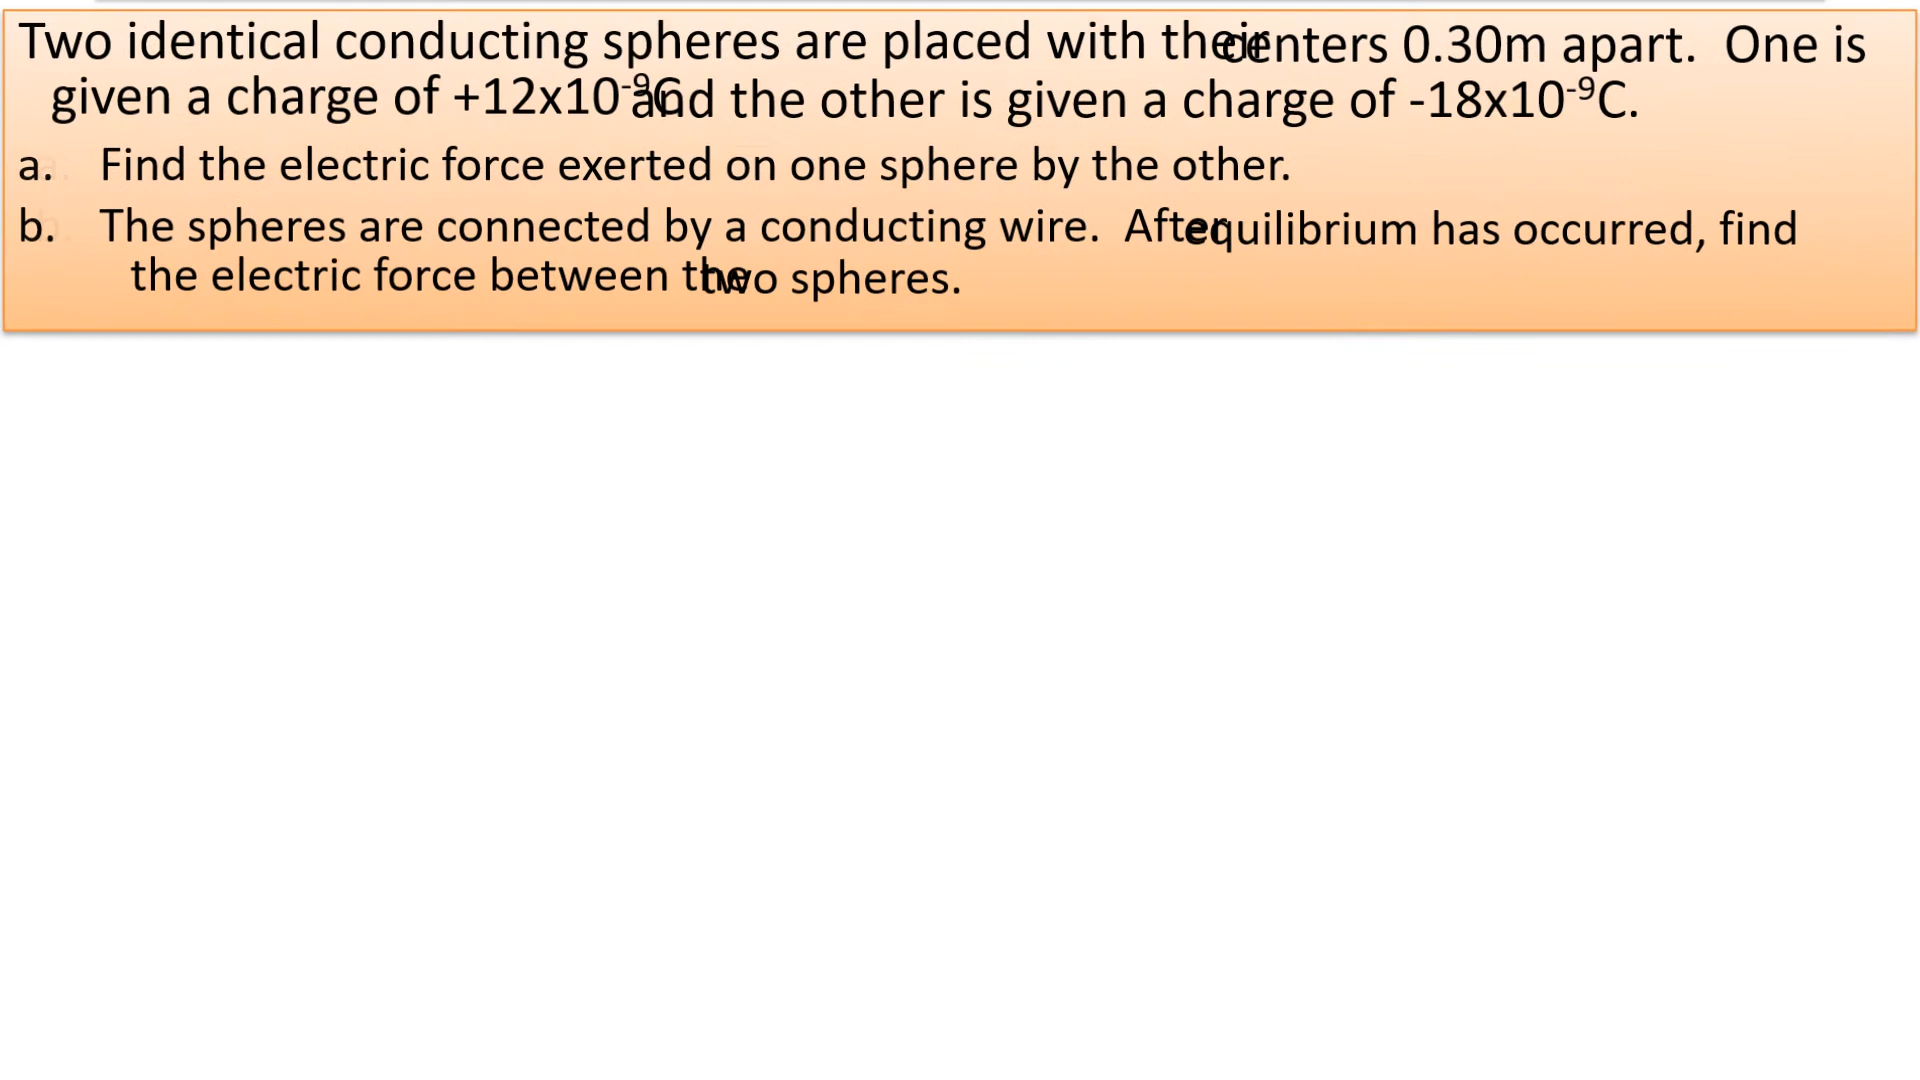 Two identical conducting spheres are placed with their centers 0.30m apart. One is
given a charge of +12x10⁻⁹C and the other is given a charge of -18x10⁻⁹C.
a. Find the electric force exerted on one sphere by the other.
b. The spheres are connected by a conducting wire. After equilibrium has occurred, find
the electric force between the two spheres.